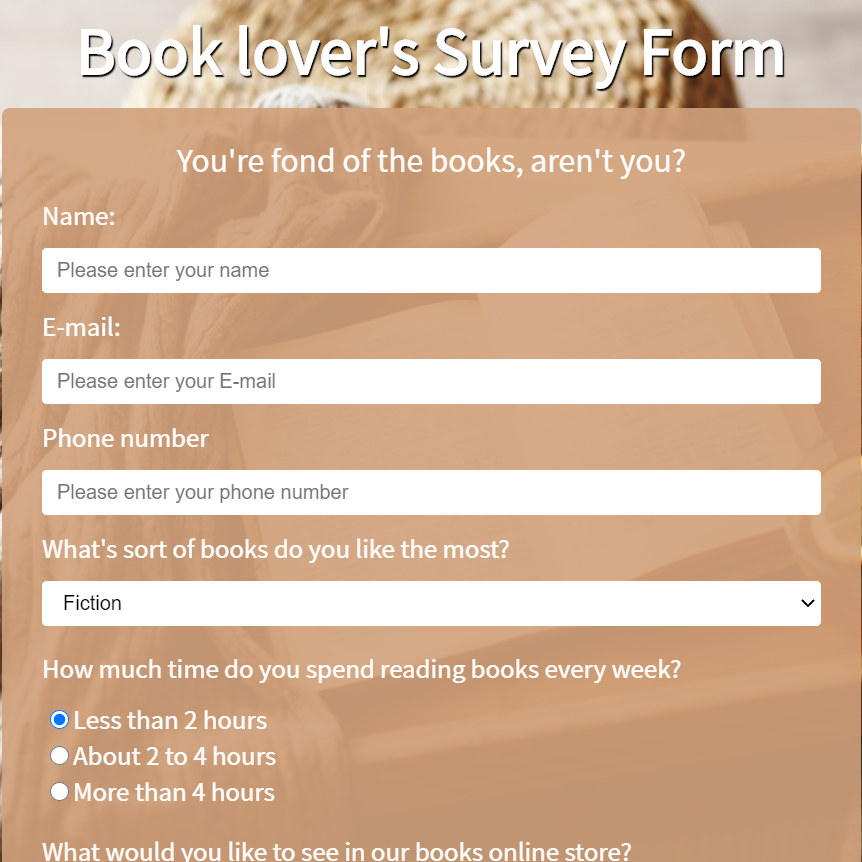 Book lover's Survey Form
You're fond of the books, aren't you?
Name:
Please enter your name
E-mail:
Please enter your E-mail
Phone number
Please enter your phone number
What's sort of books do you like the most?
Fiction
How much time do you spend reading books every week?
Less than 2 hours
About 2 to 4 hours
More than 4 hours
What would you like to see in our books online store?